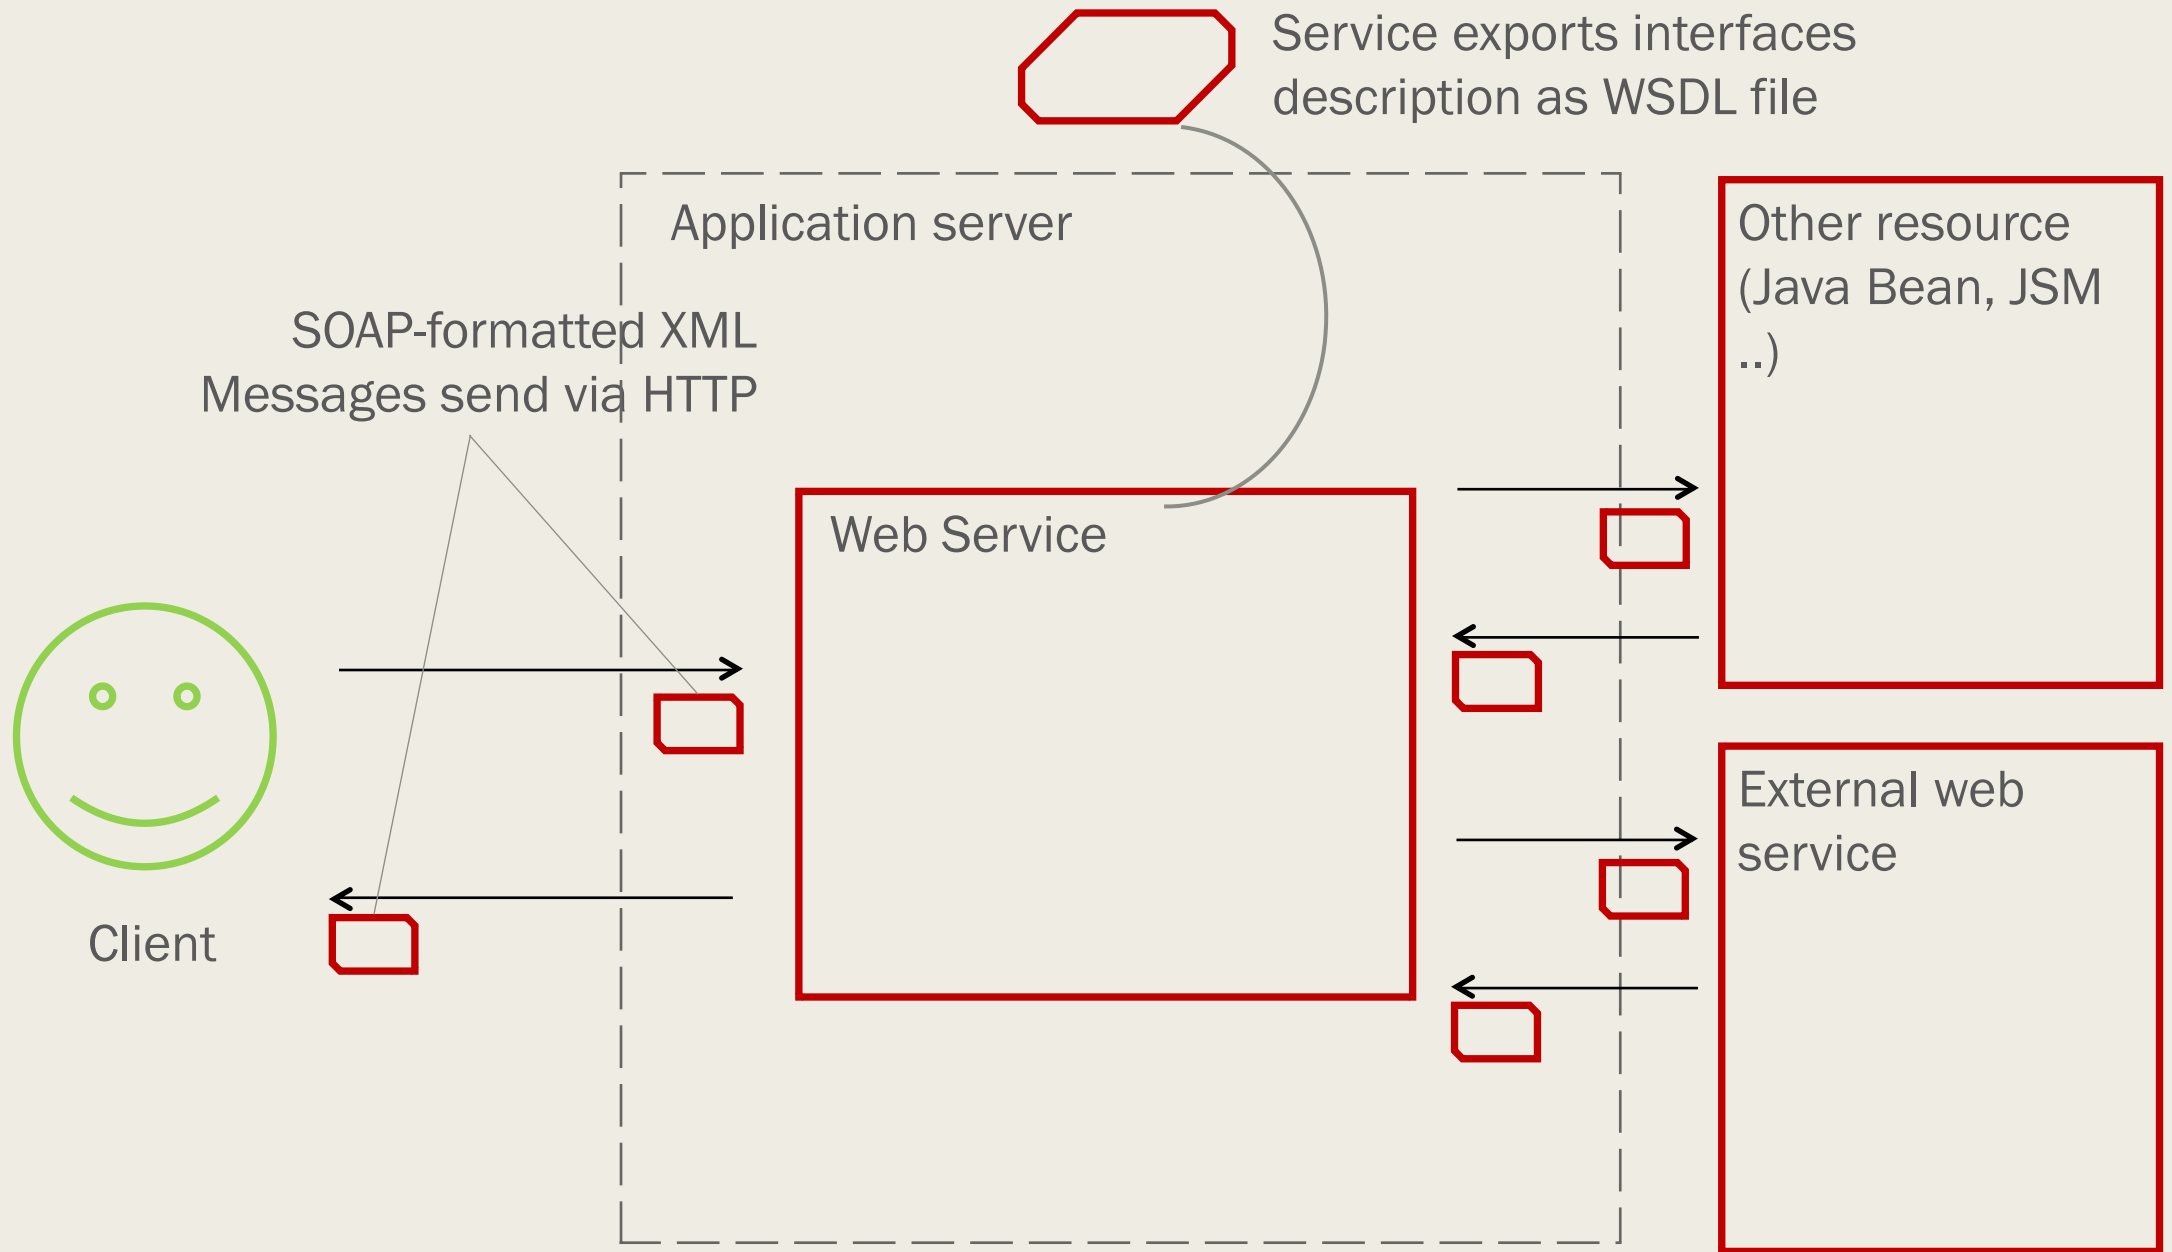 Service exports interfaces
description as WSDL file
Application server
Other resource
(Java Bean, JSM
..)
SOAP-formatted XML
Messages send via HTTP
Web Service
External web
service
Client